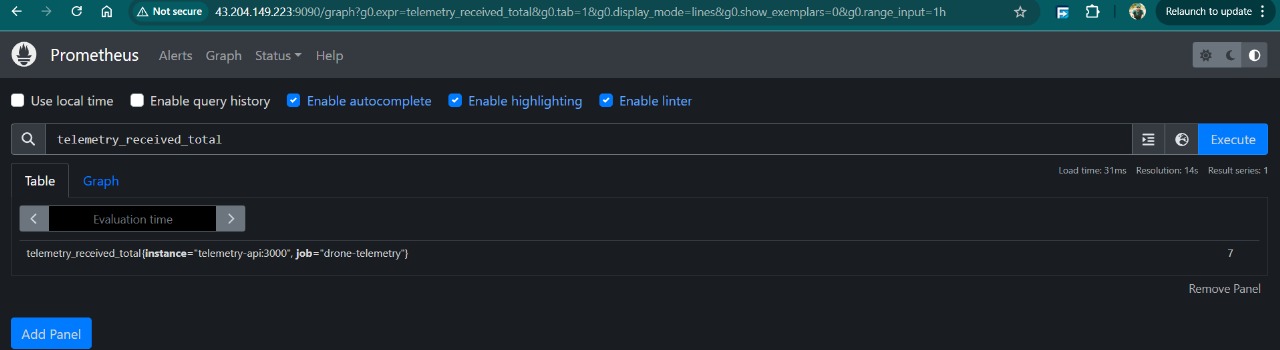 Not secure 43.204.149.223:9090/graph?g0.expr=telemetry_received_total&g0.tab=1&g0.display_mode=lines&g0.show_exemplars=0&g0.range_input=1h Relaunch to update
Prometheus Alerts Graph Status Help
Use local time Enable query history Enable autocomplete Enable highlighting Enable linter
telemetry_received_total Execute
Table Graph Load time: 31ms Resolution: 14s Result series: 1
Evaluation time
telemetry_received_total{instance="telemetry-api:3000", job="drone-telemetry"} 7
Remove Panel
Add Panel